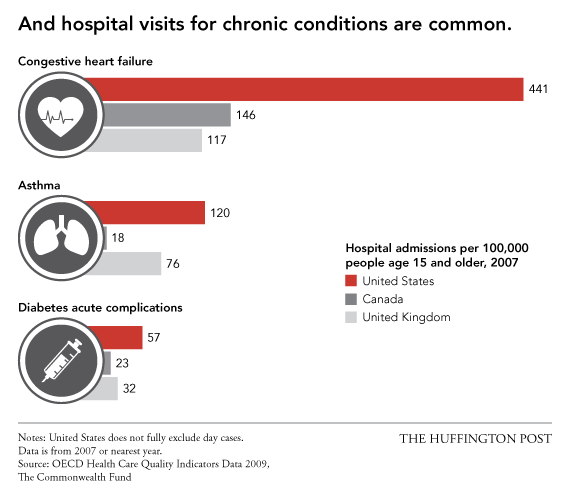 And hospital visits for chronic conditions are common.
Congestive heart failure
441
146
117
Asthma
120
18
76
Hospital admissions per 100,000
people age 15 and older, 2007
United States
Canada
United Kingdom
Diabetes acute complications
57
23
32
Notes: United States does not fully exclude day cases.
Data is from 2007 or nearest year.
Source: OECD Health Care Quality Indicators Data 2009,
The Commonwealth Fund
THE HUFFINGTON POST